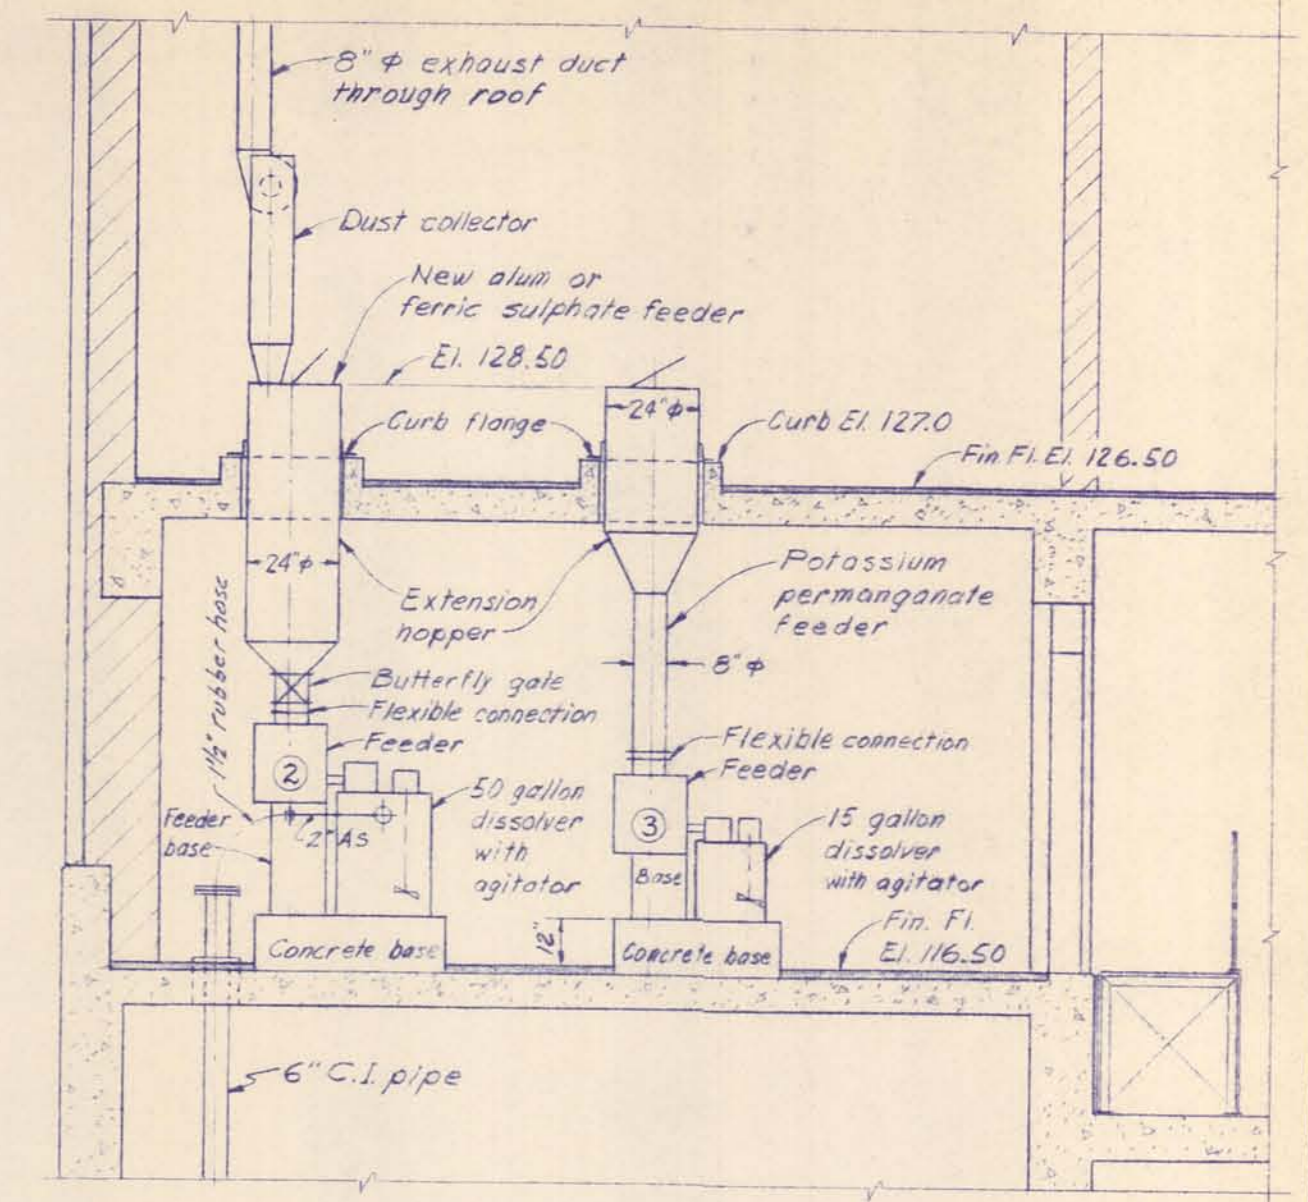 8" φ exhaust duct
through roof
Dust collector
New alum or
ferric sulphate feeder
El. 128.50
24" φ
Curb flange
Curb El. 127.0
Fin. Fl. El. 126.50
24" φ
Extension
hopper
Potassium
permanganate
feeder
1½" rubber hose
8" φ
Butterfly gate
Flexible connection
Feeder
Flexible connection
Feeder
2
3
50 gallon
dissolver
with
agitator
15 gallon
dissolver
with agitator
Feeder
base
2" AS
Base
Fin. Fl.
El. 116.50
12"
Concrete base
Concrete base
6" C.I. pipe